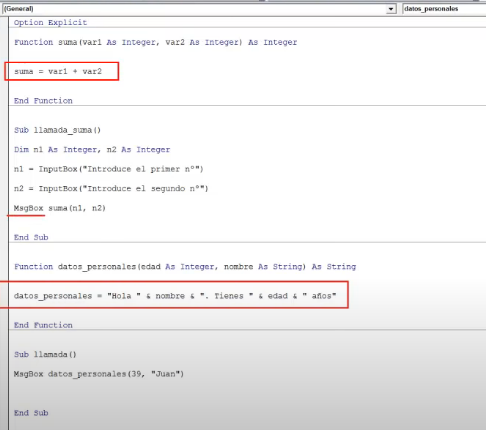 (General)
datos_personales
Option Explicit
Function suma(var1 As Integer, var2 As Integer) As Integer
suma = var1 + var2
End Function
Sub llamada_suma()
Dim n1 As Integer, n2 As Integer
n1 = InputBox("Introduce el primer nº")
n2 = InputBox("Introduce el segundo nº")
MsgBox suma(n1, n2)
End Sub
Function datos_personales(edad As Integer, nombre As String) As String
datos_personales = "Hola " & nombre & ". Tienes " & edad & " años"
End Function
Sub llamada()
MsgBox datos_personales(39, "Juan")
End Sub